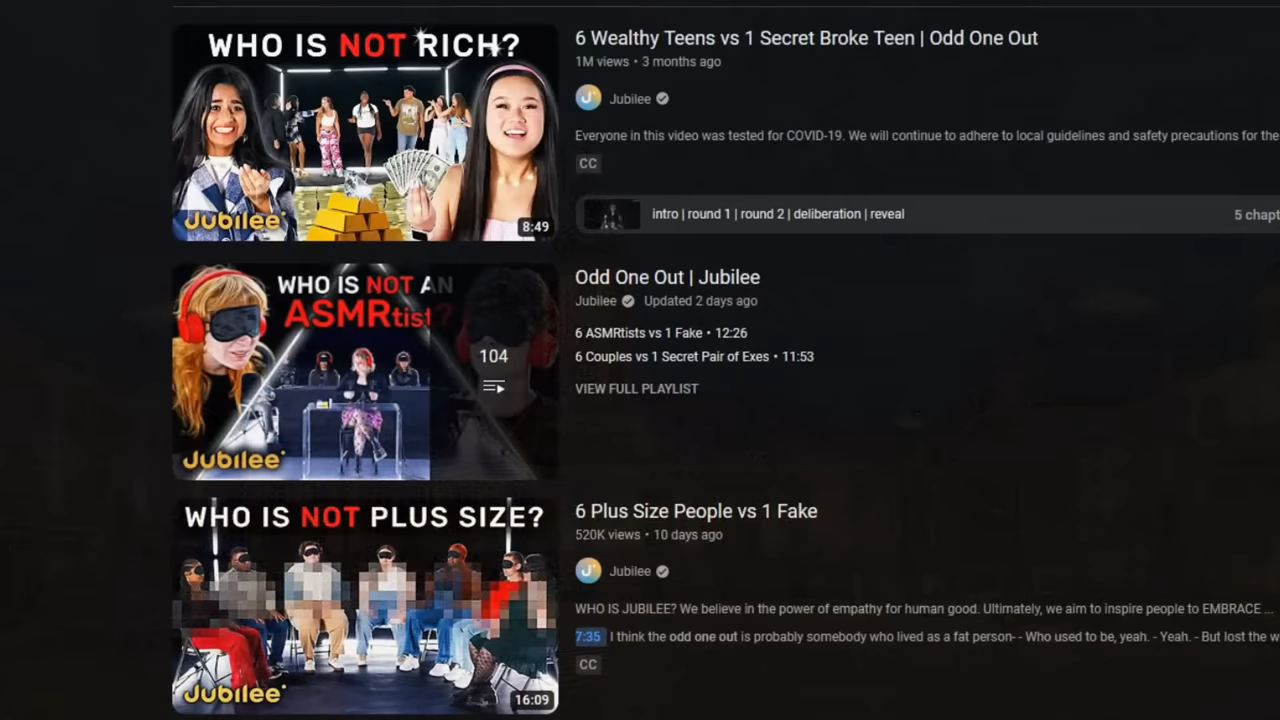 WHO IS NOT RICH?
Jubilee
8:49
6 Wealthy Teens vs 1 Secret Broke Teen | Odd One Out
1M views • 3 months ago
Jubilee
Everyone in this video was tested for COVID-19. We will continue to adhere to local guidelines and safety precautions for the
CC
intro | round 1 | round 2 | deliberation | reveal
5 chapt
WHO IS NOT AN
ASMRtist?
104
Jubilee
Odd One Out | Jubilee
Jubilee Updated 2 days ago
6 ASMRtists vs 1 Fake • 12:26
6 Couples vs 1 Secret Pair of Exes • 11:53
VIEW FULL PLAYLIST
WHO IS NOT PLUS SIZE?
Jubilee
16:09
6 Plus Size People vs 1 Fake
520K views • 10 days ago
Jubilee
WHO IS JUBILEE? We believe in the power of empathy for human good. Ultimately, we aim to inspire people to EMBRACE ...
7:35 I think the odd one out is probably somebody who lived as a fat person- - Who used to be, yeah. - Yeah. - But lost the w
CC